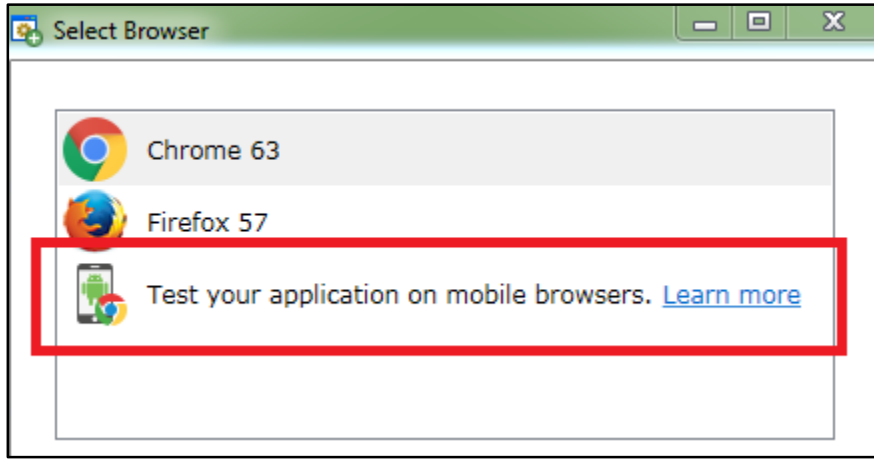 Select Browser
Chrome 63
Firefox 57
Test your application on mobile browsers. Learn more